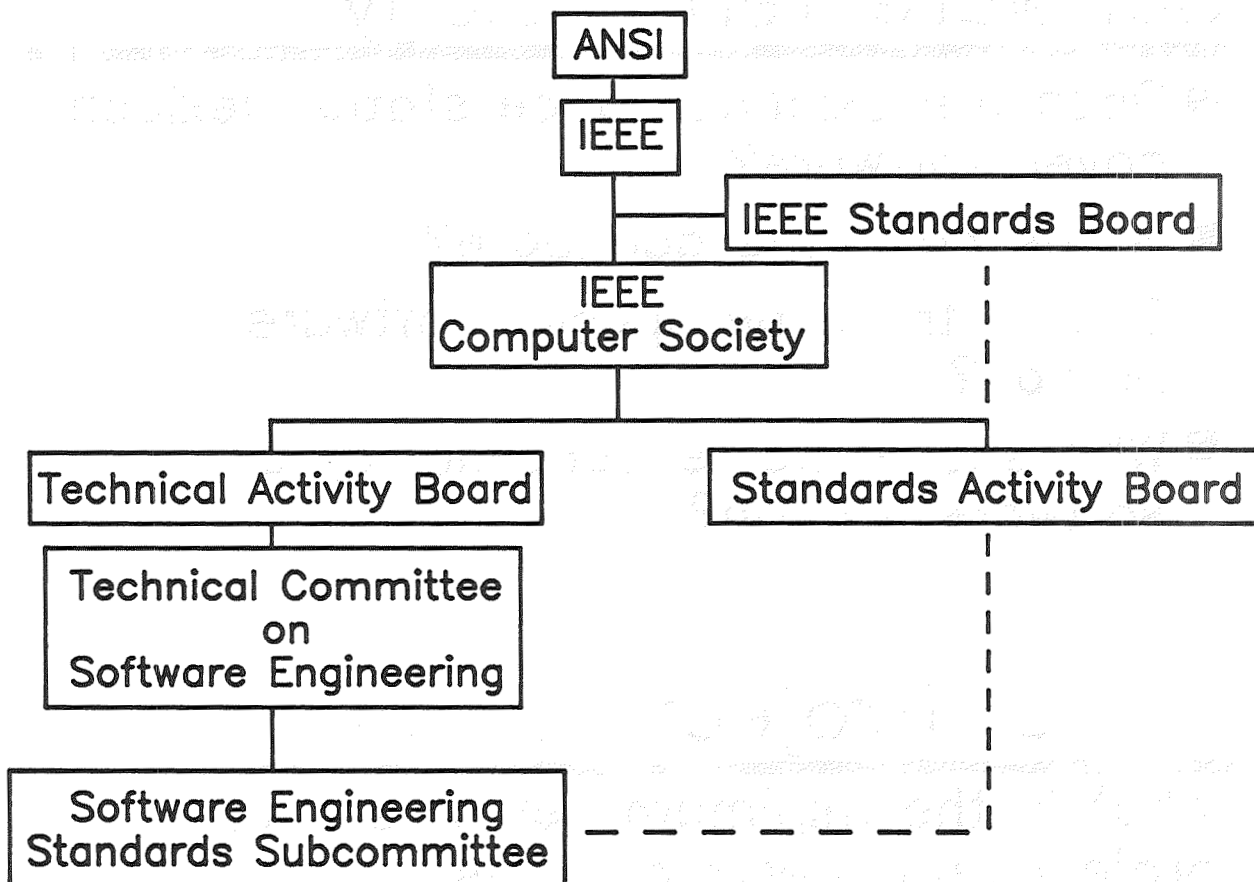 ANSI
IEEE
IEEE Standards Board
IEEE
Computer Society
Technical Activity Board
Standards Activity Board
Technical Committee
on
Software Engineering
Software Engineering
Standards Subcommittee